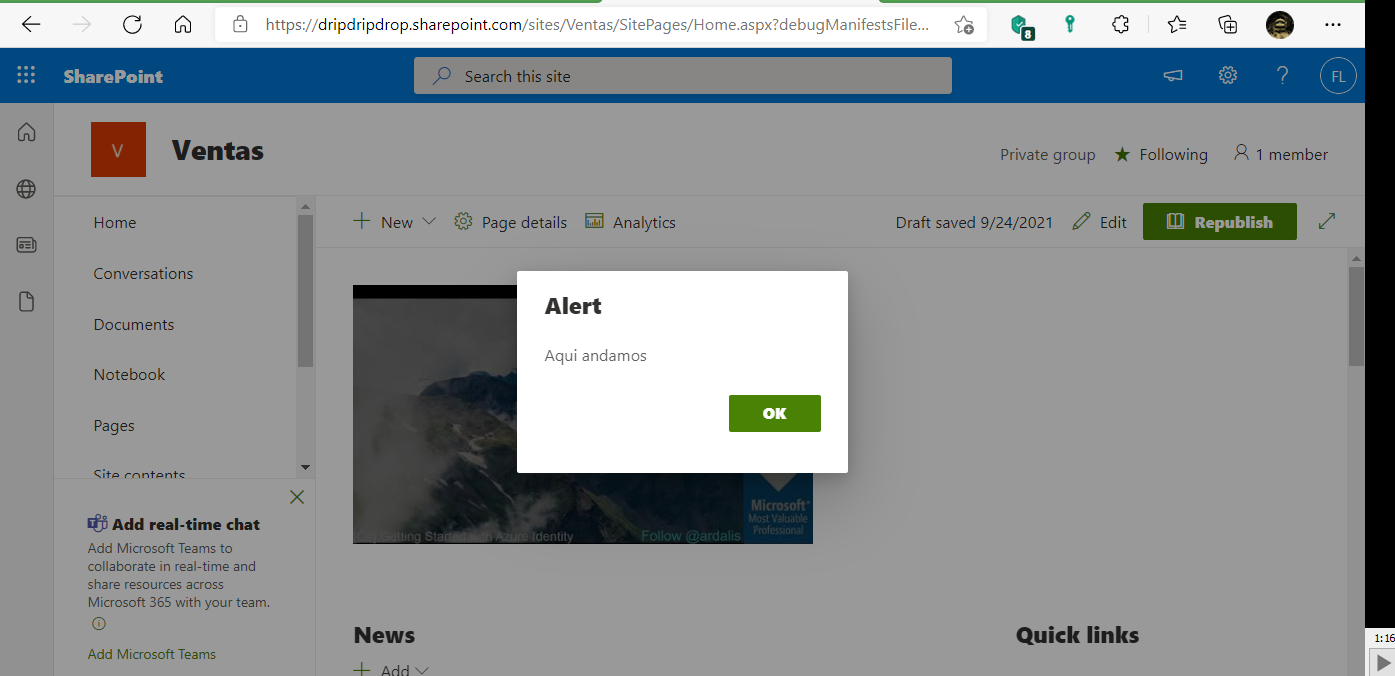 https://dripdripdrop.sharepoint.com/sites/Ventas/SitePages/Home.aspx?debugManifestsFile...
8
SharePoint
Search this site
FL
V
Ventas
Private group
Following
1 member
Home
Conversations
Documents
Notebook
Pages
Site contents
New
Page details
Analytics
Draft saved 9/24/2021
Edit
Republish
Alert
Aqui andamos
OK
Microsoft
Most Valuable
Professional
Getting Started with Azure Identity
Follow @ardalis
Add real-time chat
Add Microsoft Teams to
collaborate in real-time and
share resources across
Microsoft 365 with your team.
Add Microsoft Teams
News
Add
Quick links
1:16